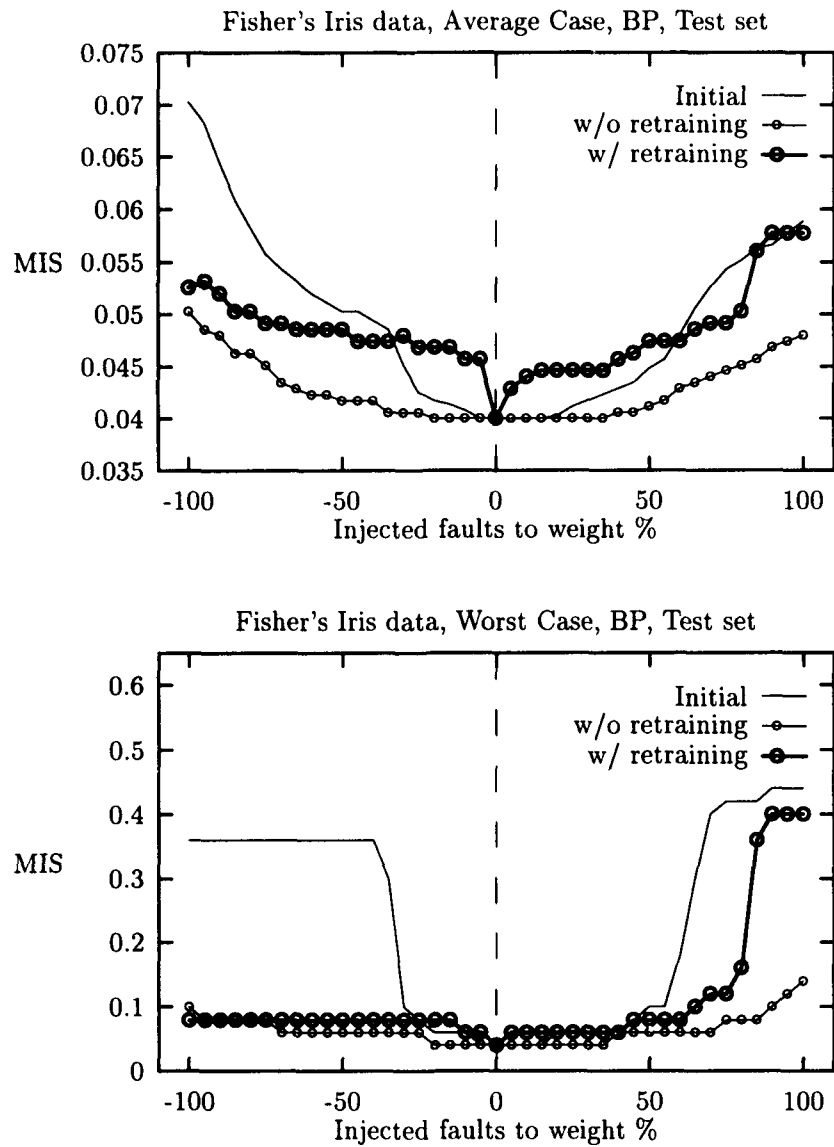 Fisher's Iris data, Average Case, BP, Test set
0.075
0.07
0.065
0.06
0.055
0.05
0.045
0.04
0.035
MIS
Initial
w/o retraining
w/ retraining
-100 -50 0 50 100
Injected faults to weight %
Fisher's Iris data, Worst Case, BP, Test set
0.6
0.5
0.4
0.3
0.2
0.1
0
MIS
Initial
w/o retraining
w/ retraining
-100 -50 0 50 100
Injected faults to weight %